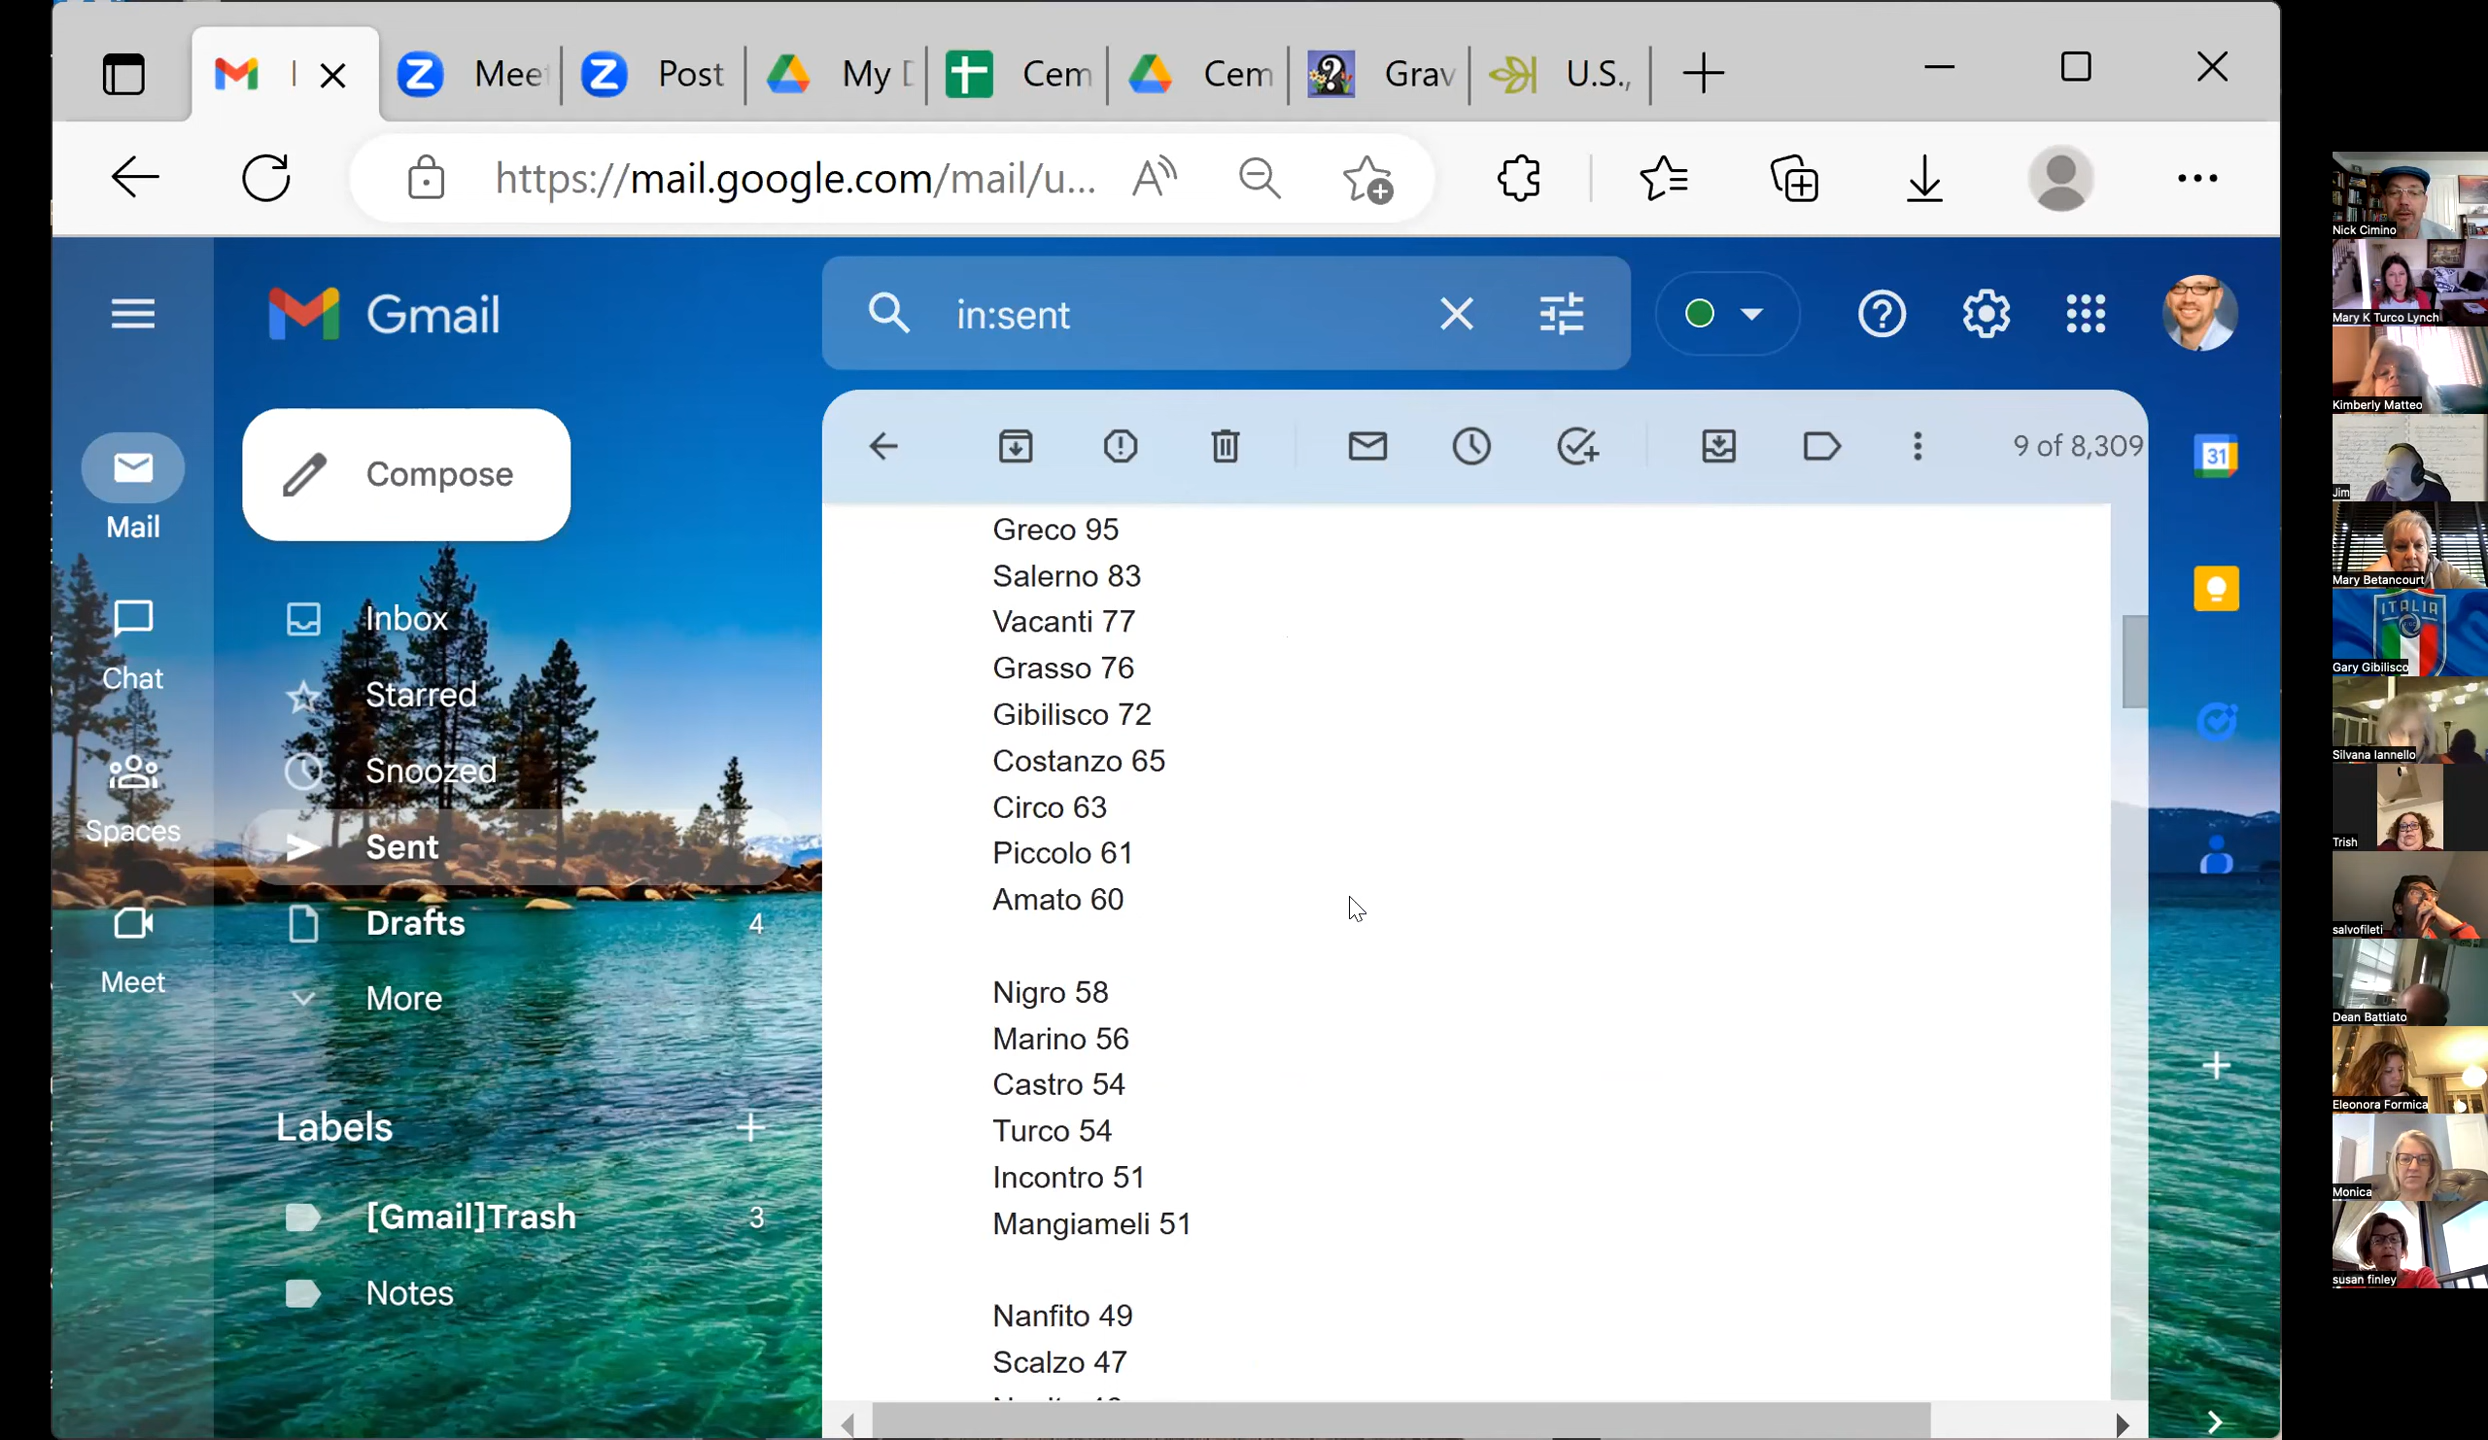 Mee
Post
My D
Cem
Cem
Grav
U.S.,
https://mail.google.com/mail/u...
Gmail
in:sent
Compose
9 of 8,309
Mail
Chat
Spaces
Meet
Inbox
Starred
Snoozed
Sent
Drafts 4
More
Labels
[Gmail]Trash 3
Notes
Greco 95
Salerno 83
Vacanti 77
Grasso 76
Gibilisco 72
Costanzo 65
Circo 63
Piccolo 61
Amato 60
Nigro 58
Marino 56
Castro 54
Turco 54
Incontro 51
Mangiameli 51
Nanfito 49
Scalzo 47
31
Nick Cimino
Mary K Turco Lynch
Kimberly Matteo
Jim
Mary Betancourt
ITALIA
Gary Gibilisco
Silvana Iannello
Trish
salvofileti
Dean Battiato
Eleonora Formica
Monica
susan finley